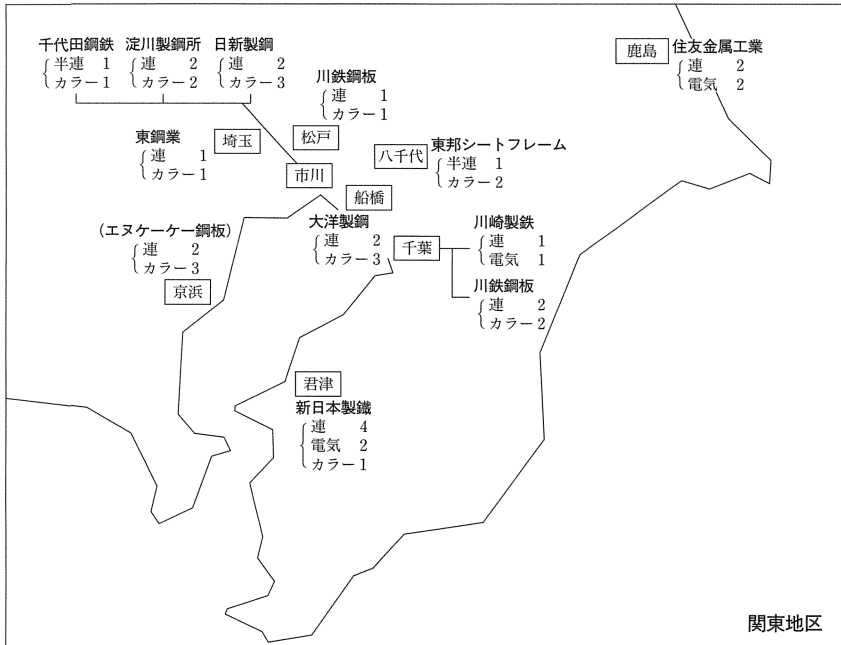 千代田鋼鉄
半連 1
カラー1
淀川製鋼所
連 2
カラー2
日新製鋼
連 2
カラー3
川鉄鋼板
連 1
カラー1
鹿島
住友金属工業
連 2
電気 2
東鋼業
連 1
カラー1
埼玉
松戸
市川
八千代
東邦シートフレーム
半連 1
カラー2
船橋
大洋製鋼
連 2
カラー3
千葉
川崎製鉄
連 1
電気 1
川鉄鋼板
連 2
カラー2
(エヌケーケー鋼板)
連 2
カラー3
京浜
君津
新日本製鐵
連 4
電気 2
カラー1
関東地区